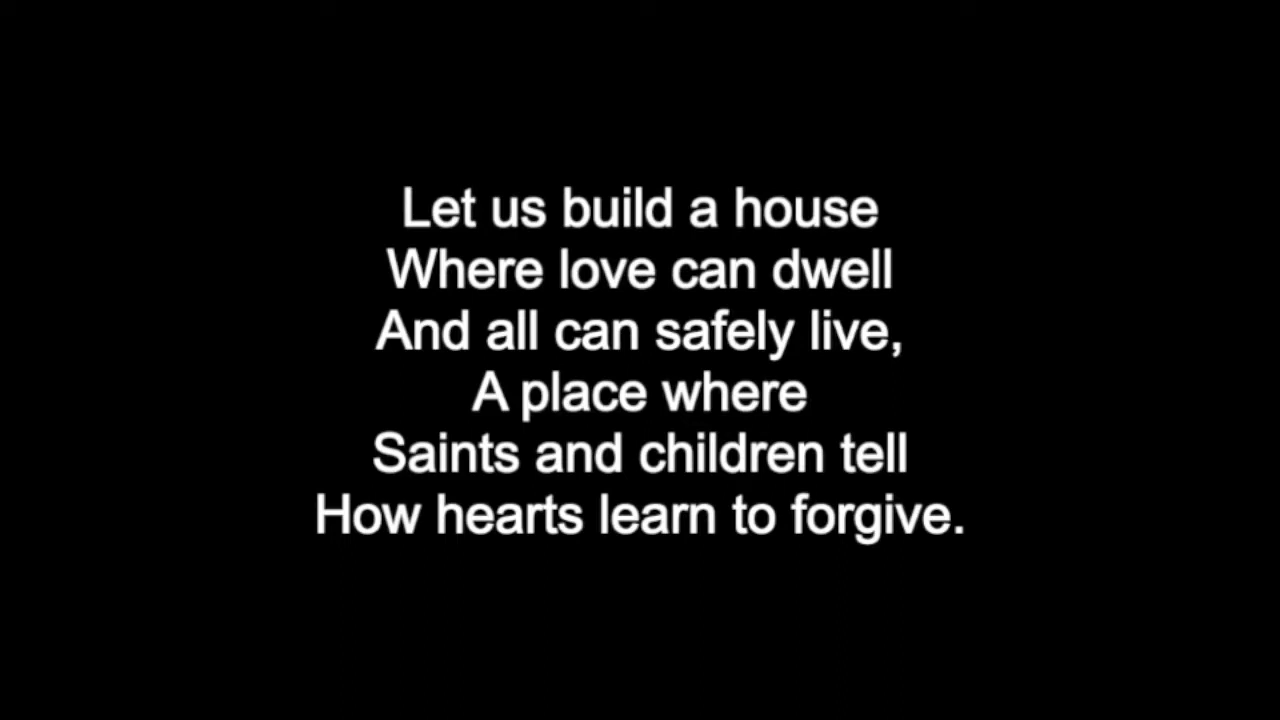 Let us build a house
Where love can dwell
And all can safely live,
A place where
Saints and children tell
How hearts learn to forgive.